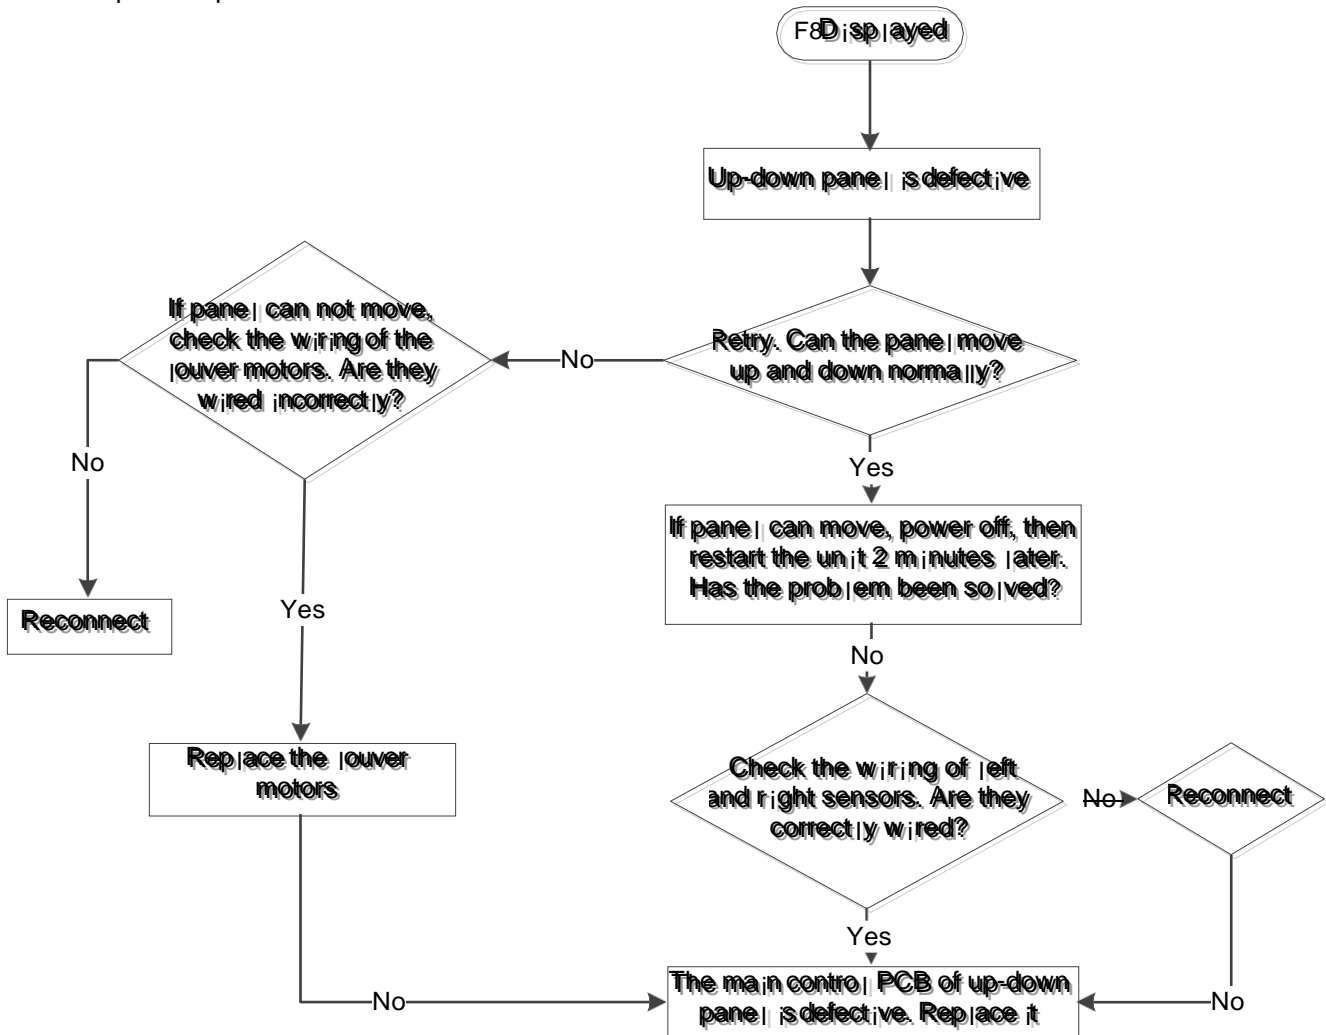 F8Displayed
Up-down panel is defective
If panel can not move,
check the wiring of the
louver motors. Are they
wired incorrectly?
No
Retry. Can the panel move
up and down normally?
No
Yes
If panel can move, power off, then
restart the unit 2 minutes later.
Has the problem been solved?
Reconnect
Yes
No
Replace the louver
motors
Check the wiring of left
and right sensors. Are they
correctly wired?
No
Reconnect
Yes
The main control PCB of up-down
panel is defective. Replace it
No
No